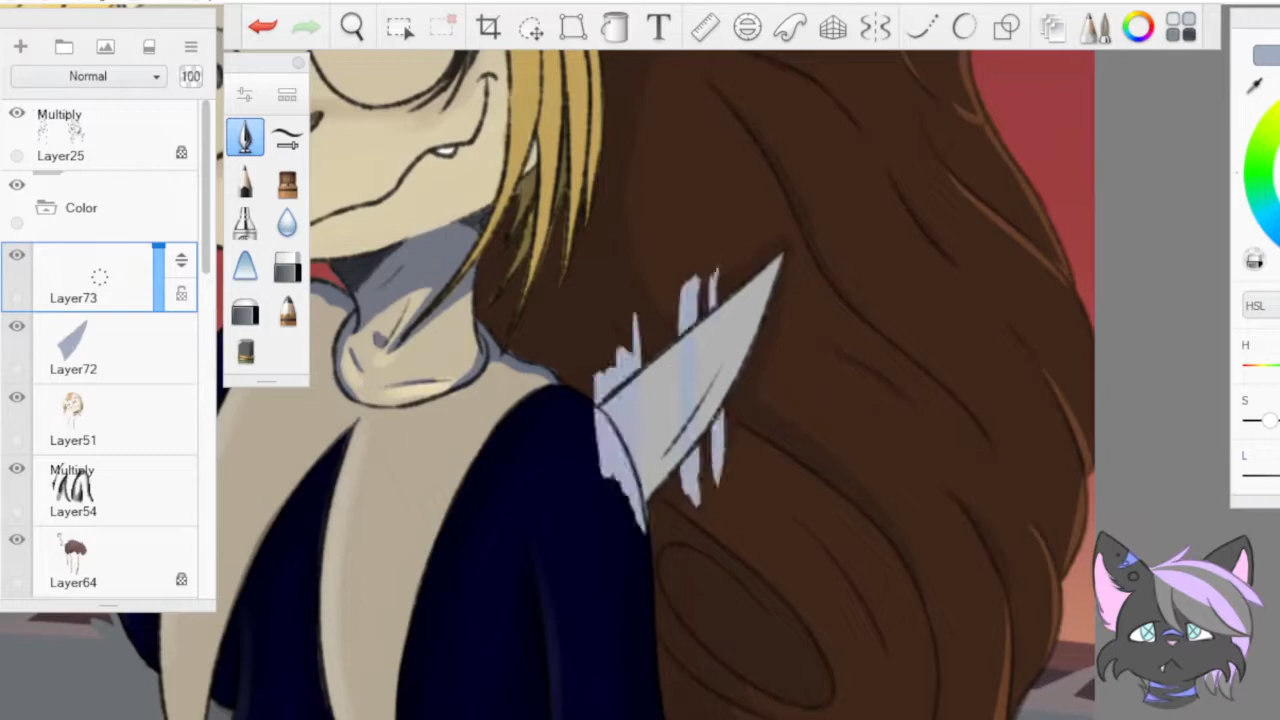 Normal
100
Multiply
Layer25
Color
Layer73
Layer72
Layer51
Multiply
Layer54
Layer64
T
HSL
H
S
L